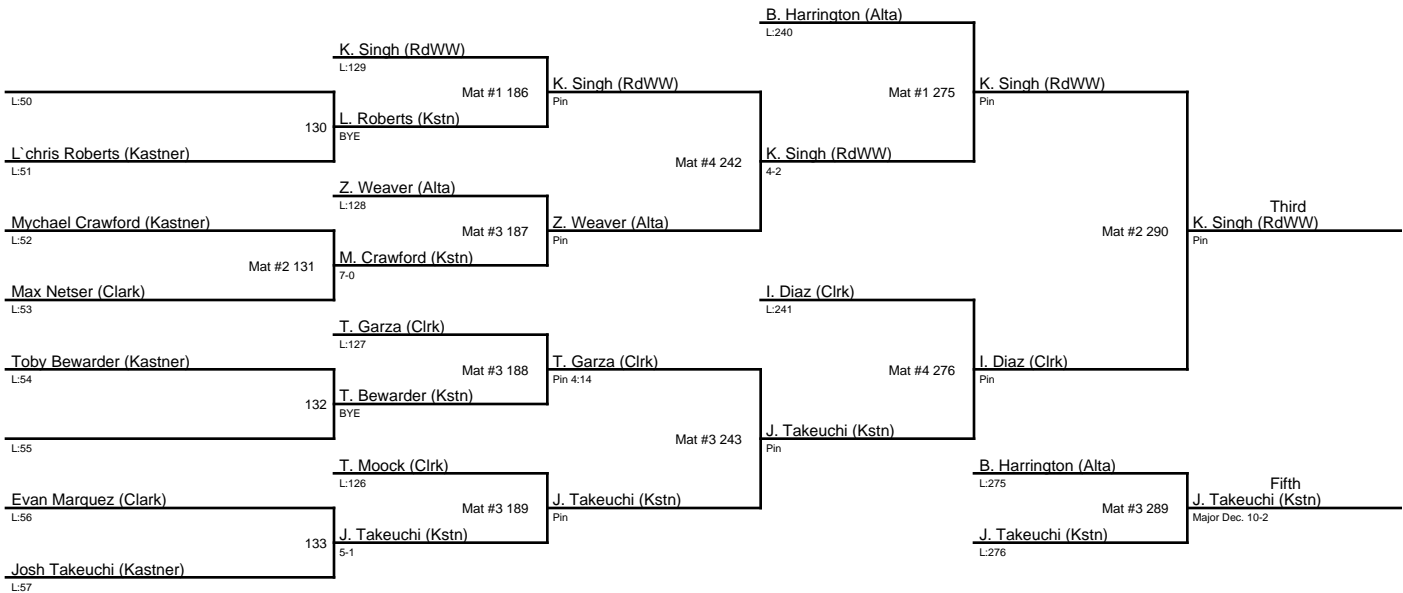 B. Harrington (Alta)
L:240
K. Singh (RdWW)
L:129
Mat #1 186
K. Singh (RdWW)
Pin
Mat #1 275
K. Singh (RdWW)
Pin
L:50
130
L. Roberts (Kstn)
BYE
L`chris Roberts (Kastner)
L:51
Mat #4 242
K. Singh (RdWW)
4-2
Z. Weaver (Alta)
L:128
Mychael Crawford (Kastner)
L:52
Mat #3 187
Z. Weaver (Alta)
Pin
Mat #2 290
Third
K. Singh (RdWW)
Pin
Mat #2 131
M. Crawford (Kstn)
7-0
Max Netser (Clark)
L:53
I. Diaz (Clrk)
L:241
T. Garza (Clrk)
L:127
Toby Bewarder (Kastner)
L:54
Mat #3 188
T. Garza (Clrk)
Pin 4:14
Mat #4 276
I. Diaz (Clrk)
Pin
132
T. Bewarder (Kstn)
BYE
L:55
Mat #3 243
J. Takeuchi (Kstn)
Pin
T. Moock (Clrk)
L:126
B. Harrington (Alta)
L:275
Evan Marquez (Clark)
L:56
Mat #3 189
J. Takeuchi (Kstn)
Pin
Mat #3 289
Fifth
J. Takeuchi (Kstn)
Major Dec. 10-2
133
J. Takeuchi (Kstn)
5-1
J. Takeuchi (Kstn)
L:276
Josh Takeuchi (Kastner)
L:57